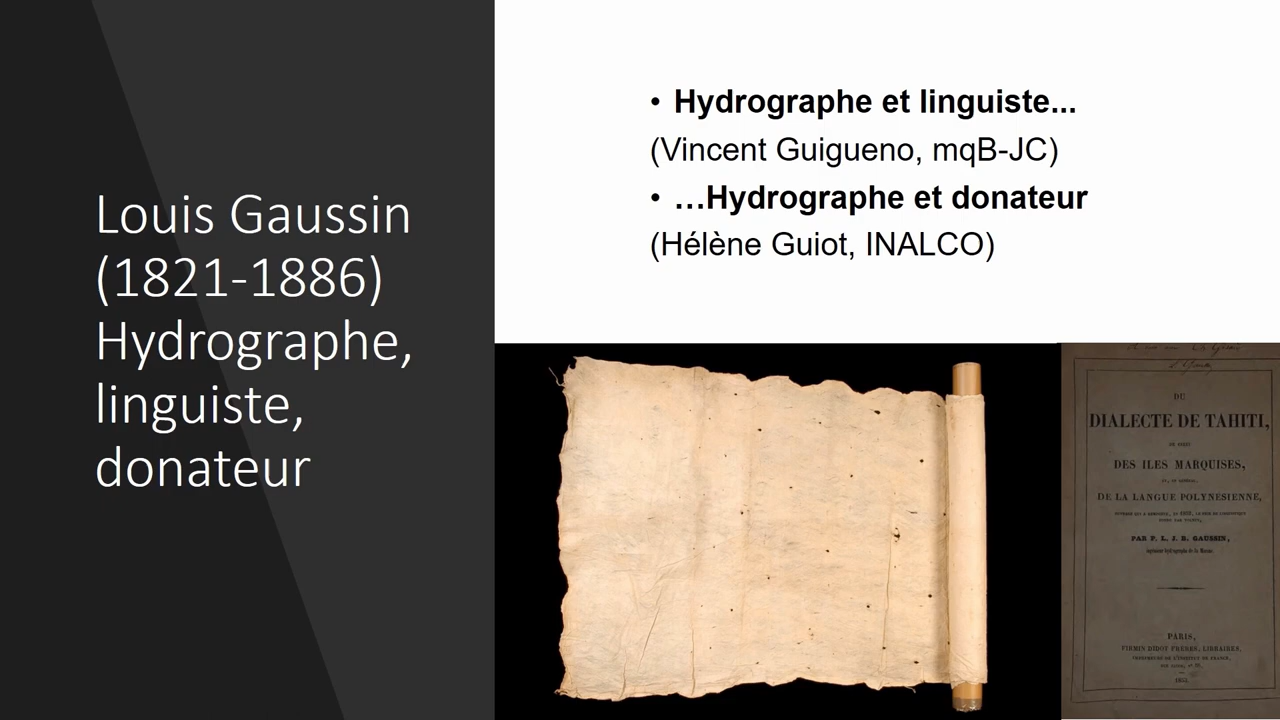 Louis Gaussin
(1821-1886)
Hydrographe,
linguiste,
donateur
• Hydrographe et linguiste...
(Vincent Guigueno, mqB-JC)
• …Hydrographe et donateur
(Hélène Guiot, INALCO)
DU
DIALECTE DE TAHITI,
DES ILES MARQUISES,
DE LA LANGUE POLYNÉSIENNE,
PAR P. L. J. B. GAUSSIN,
PARIS,
FIRMIN DIDOT FRÈRES, LIBRAIRES,